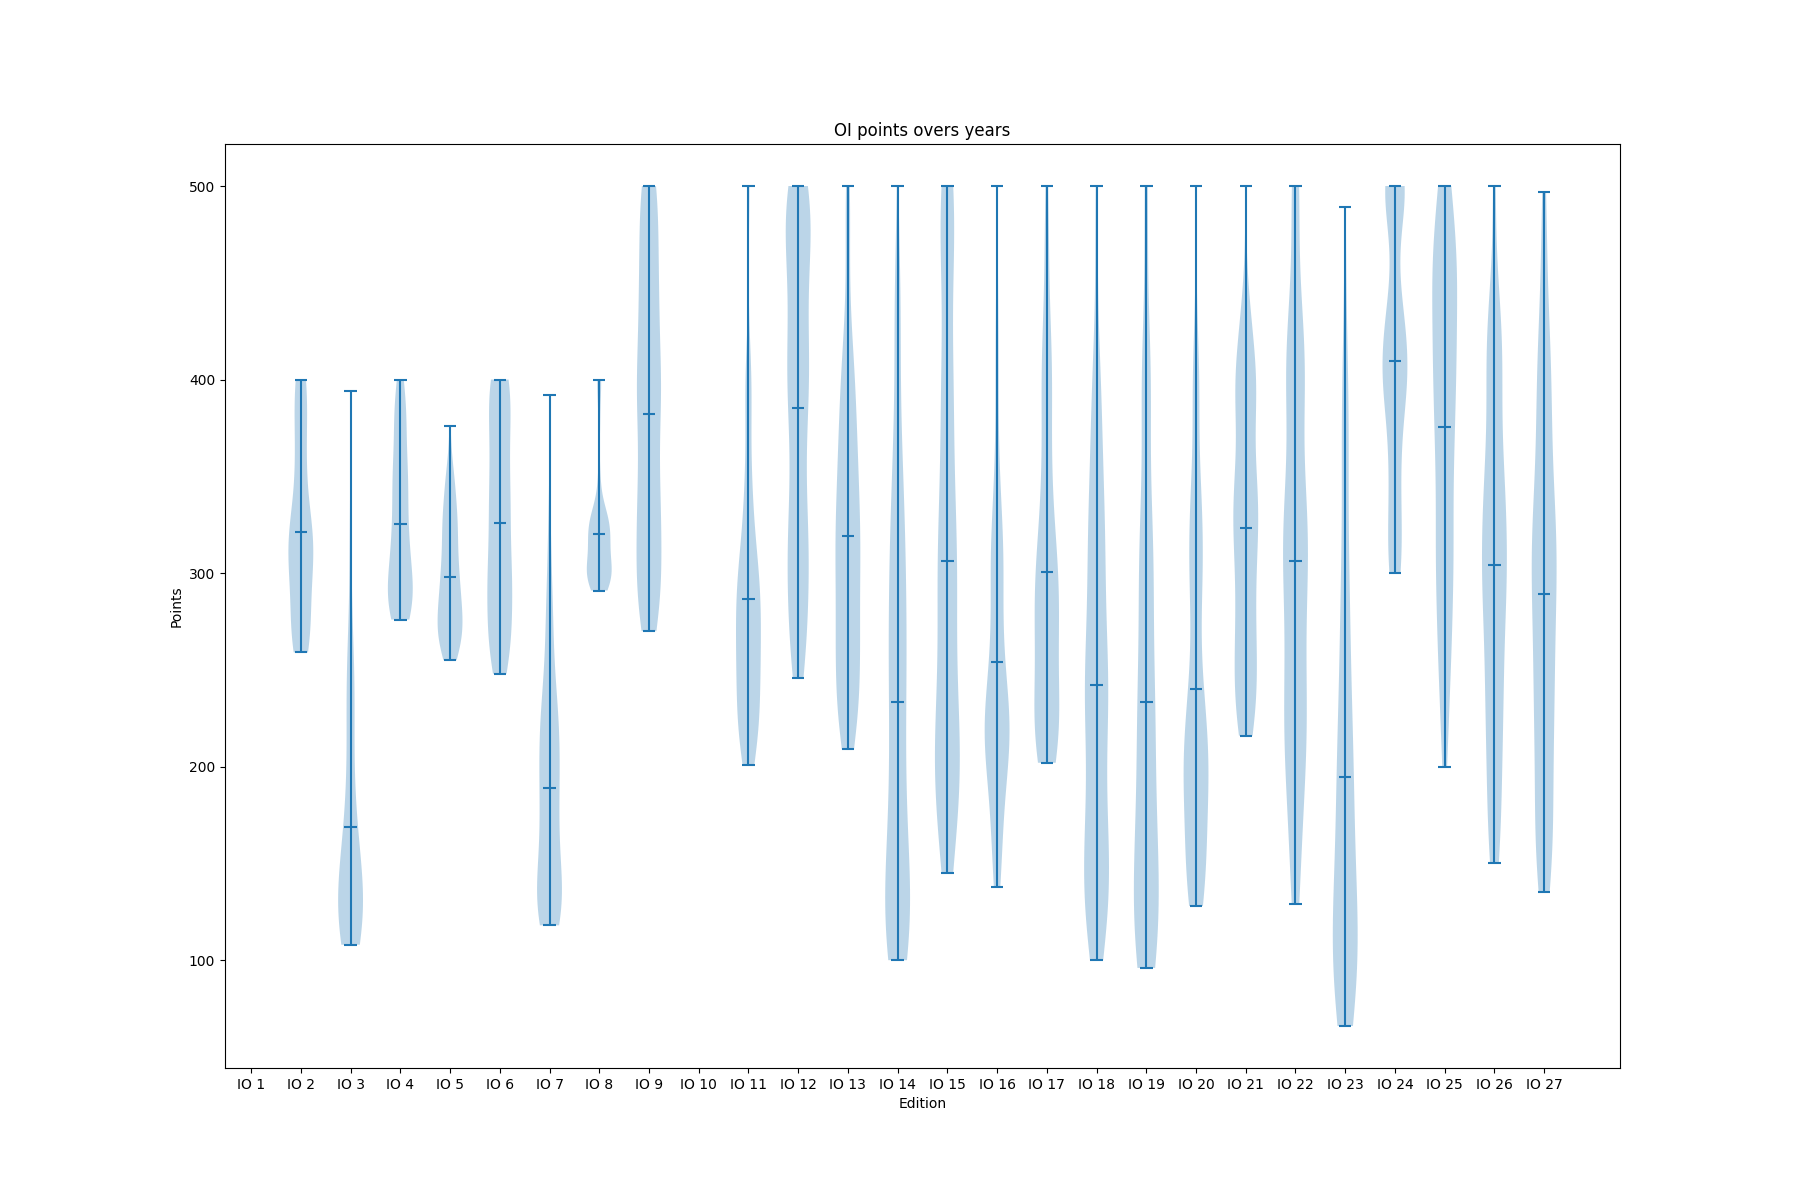 OI points overs years
500
400
300
200
100
Points
IO 1 IO 2 IO 3 IO 4 IO 5 IO 6 IO 7 IO 8 IO 9 IO 10 IO 11 IO 12 IO 13 IO 14 IO 15 IO 16 IO 17 IO 18 IO 19 IO 20 IO 21 IO 22 IO 23 IO 24 IO 25 IO 26 IO 27
Edition